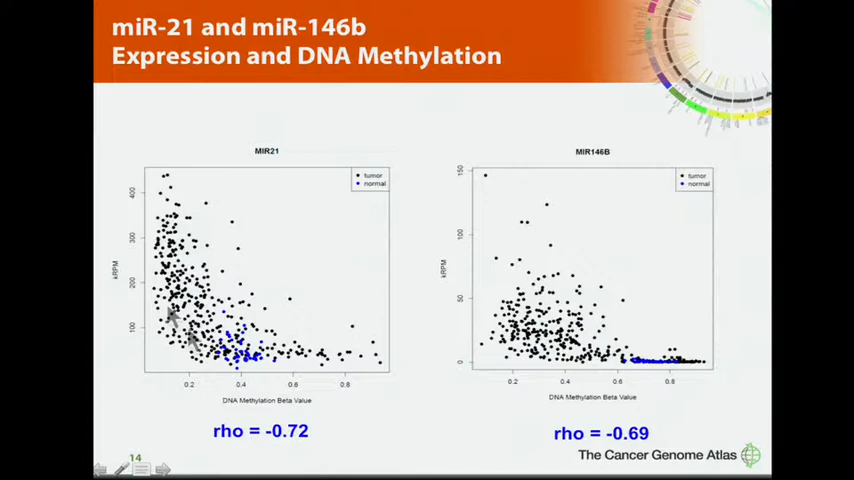 miR-21 and miR-146b
Expression and DNA Methylation
MIR21
tumor
normal
400
300
200
100
kRPM
0.2 0.4 0.6 0.8
DNA Methylation Beta Value
rho = -0.72
MIR146B
tumor
normal
150
100
50
0
kRPM
0.2 0.4 0.6 0.8
DNA Methylation Beta Value
rho = -0.69
14
The Cancer Genome Atlas